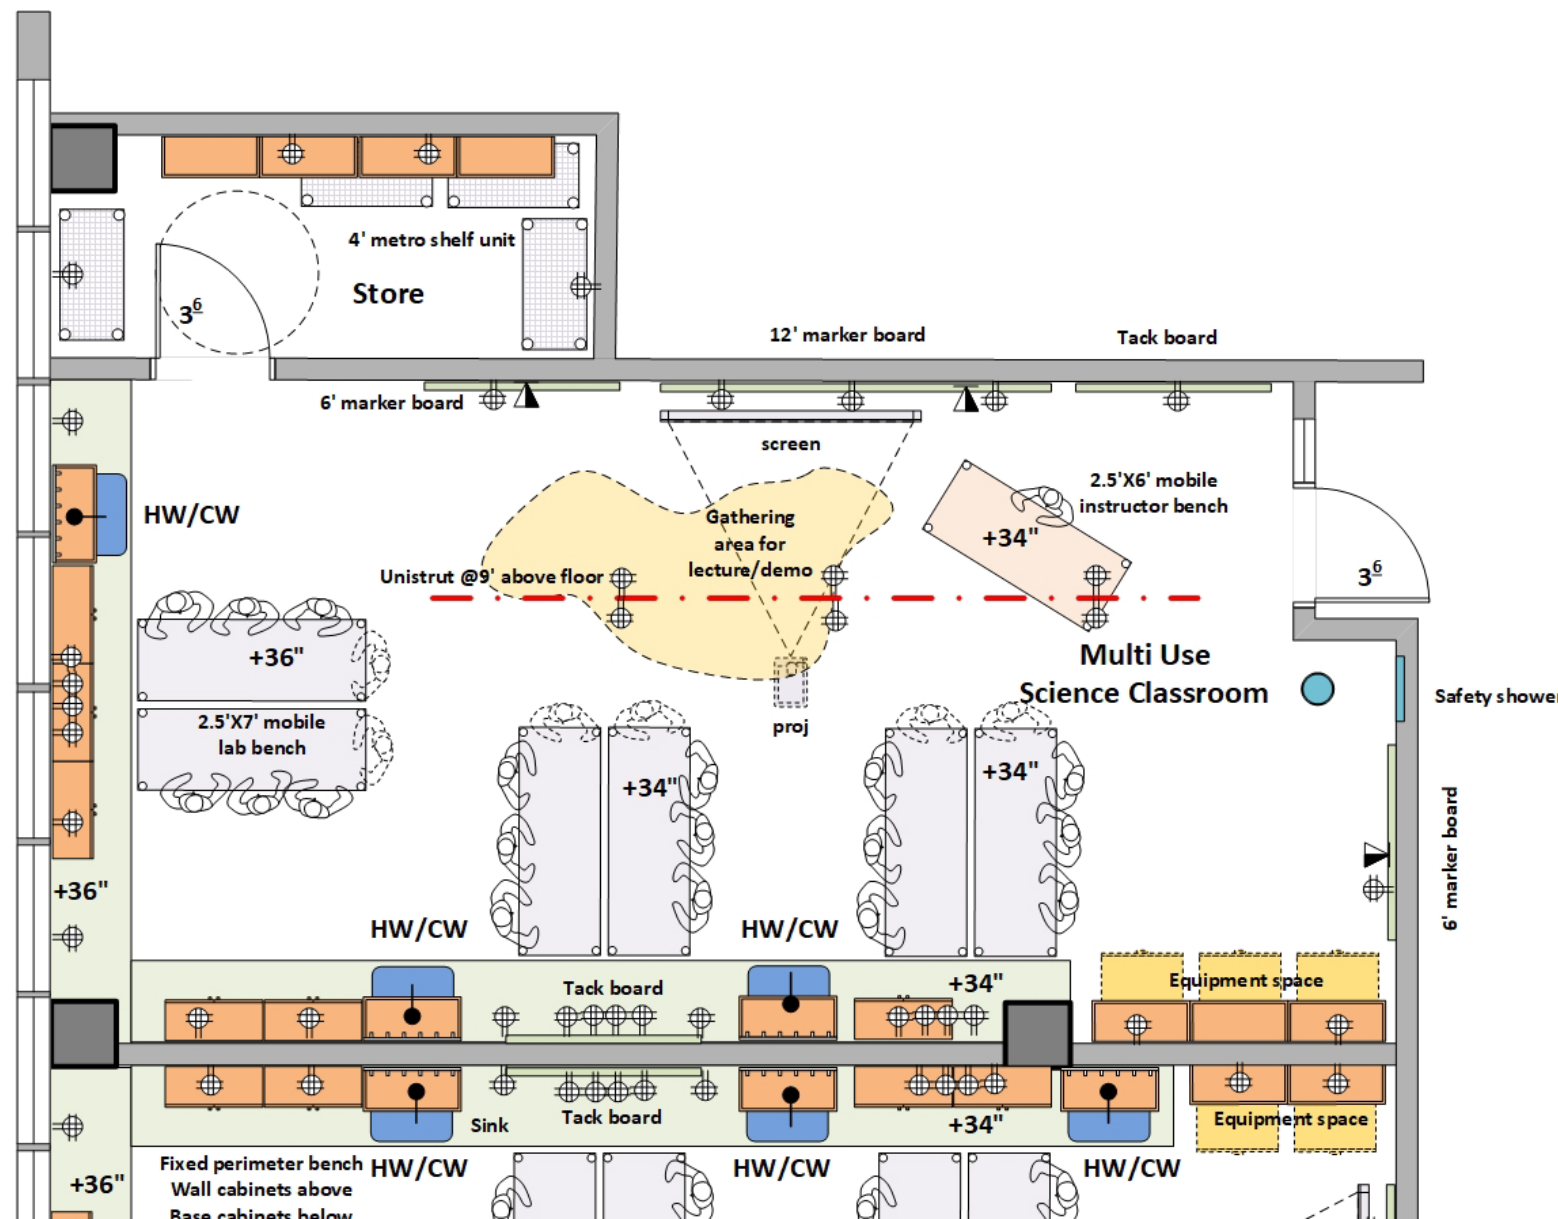 4' metro shelf unit
Store
3 6
12' marker board
Tack board
6' marker board
screen
2.5'X6' mobile
instructor bench
HW/CW
Gathering
area for
lecture/demo
+34"
Unistrut @9' above floor
3 6
+36"
Multi Use
Science Classroom
Safety shower
2.5'X7' mobile
lab bench
proj
+34"
+34"
6' marker board
+36"
HW/CW
HW/CW
Tack board
+34"
Equipment space
Tack board
Sink
+34"
Equipment space
Fixed perimeter bench
Wall cabinets above
Base cabinets below
HW/CW
HW/CW
HW/CW
+36"